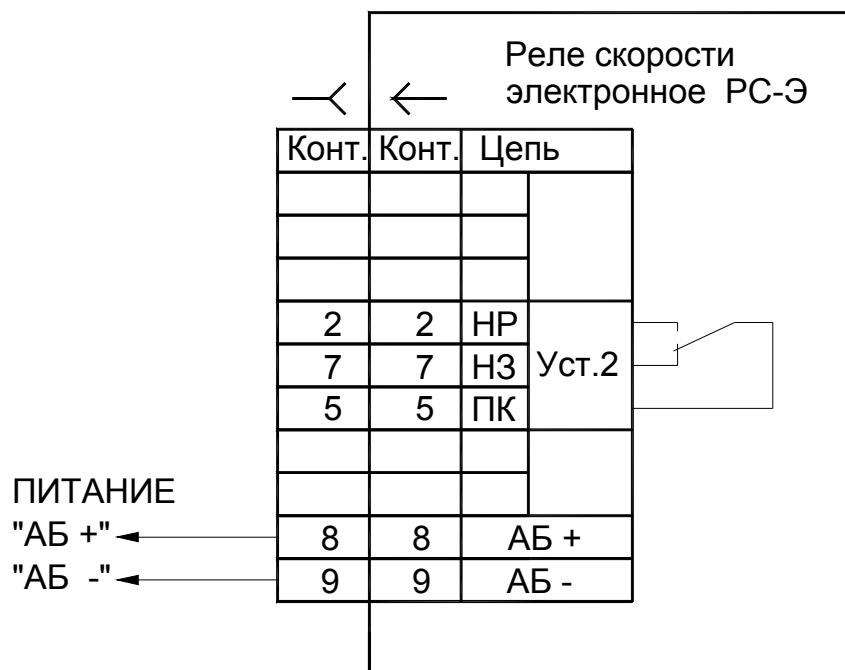 Реле скорости
электронное РС-Э
Конт. Конт. Цепь
2 2 НР
7 7 НЗ Уст.2
5 5 ПК
ПИТАНИЕ
"АБ +" 8 8 АБ +
"АБ -" 9 9 АБ -